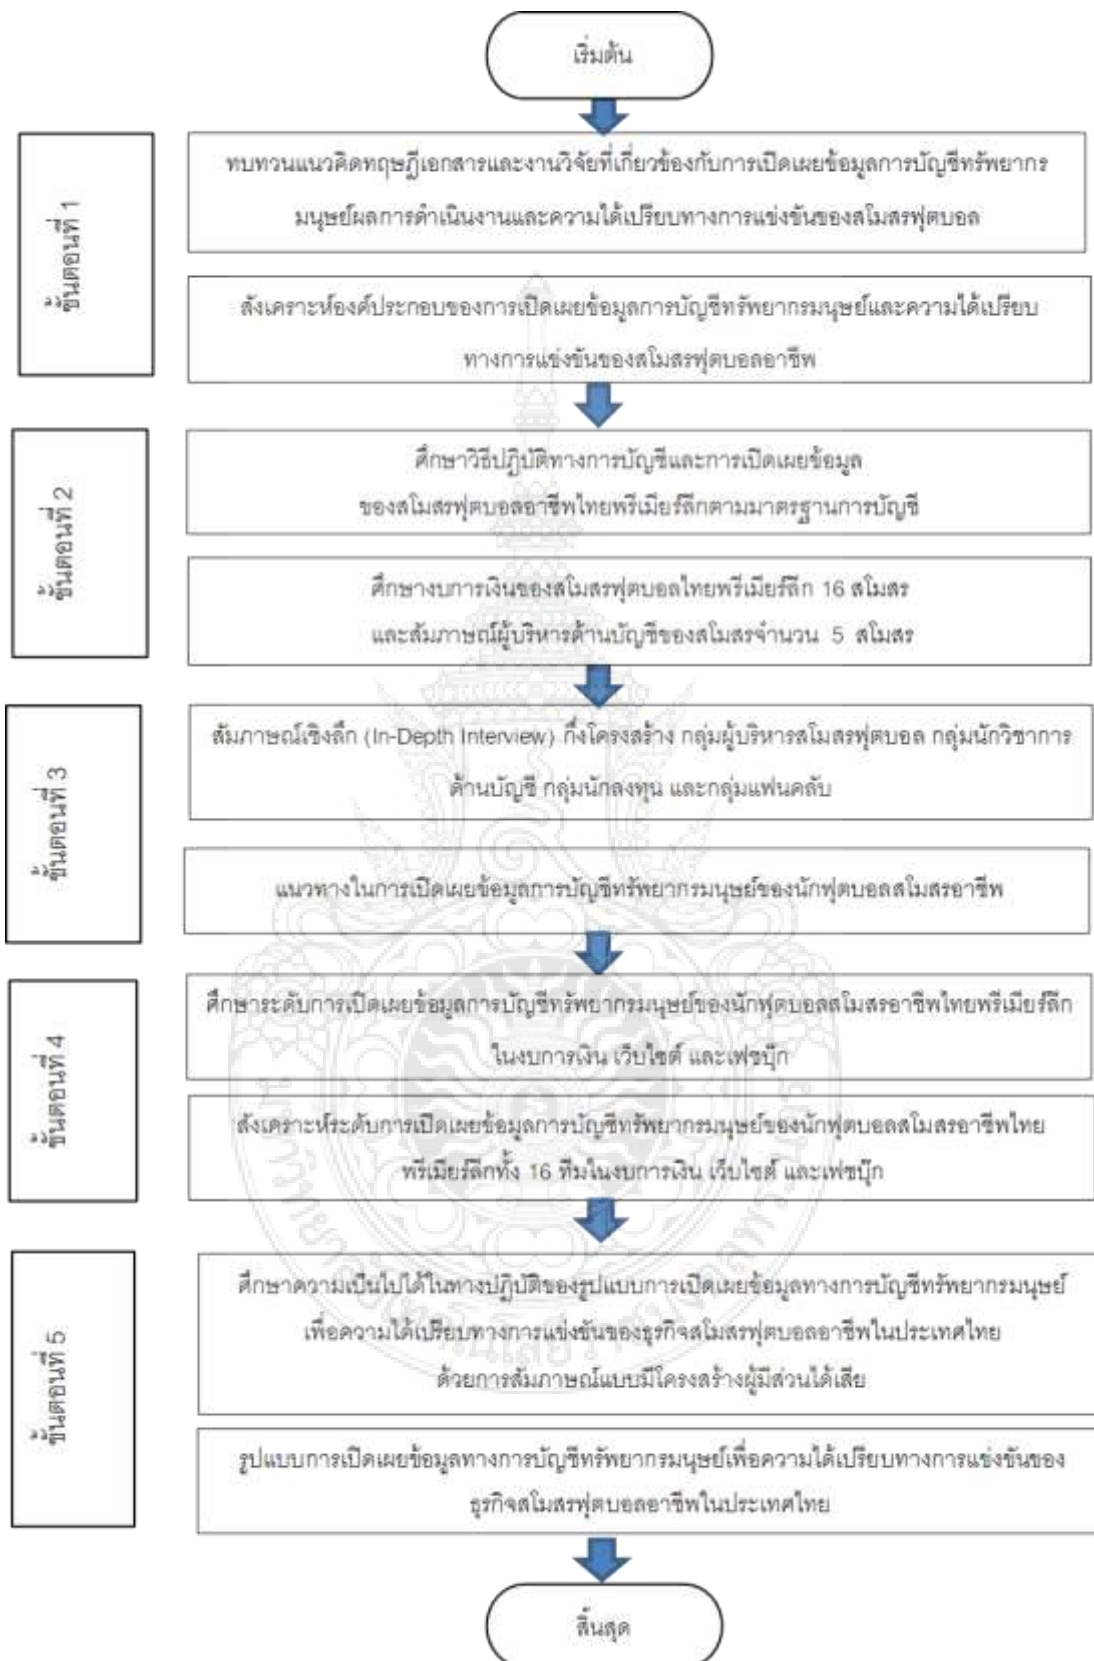 เริ่มต้น
ขั้นตอนที่ 1
ทบทวนแนวคิดทฤษฎีเอกสารและงานวิจัยที่เกี่ยวข้องกับการเปิดเผยข้อมูลการบัญชีทรัพยากร
มนุษย์ผลการดำเนินงานและความได้เปรียบทางการแข่งขันของสโมสรฟุตบอล
สังเคราะห์องค์ประกอบของการเปิดเผยข้อมูลการบัญชีทรัพยากรมนุษย์และความได้เปรียบ
ทางการแข่งขันของสโมสรฟุตบอลอาชีพ
ขั้นตอนที่ 2
ศึกษาวิธีปฏิบัติทางการบัญชีและการเปิดเผยข้อมูล
ของสโมสรฟุตบอลอาชีพไทยพรีเมียร์ลีกตามมาตรฐานการบัญชี
ศึกษางบการเงินของสโมสรฟุตบอลไทยพรีเมียร์ลีก 16 สโมสร
และสัมภาษณ์ผู้บริหารด้านบัญชีของสโมสรจำนวน 5 สโมสร
ขั้นตอนที่ 3
สัมภาษณ์เชิงลึก (In-Depth Interview) กึ่งโครงสร้าง กลุ่มผู้บริหารสโมสรฟุตบอล กลุ่มนักวิชาการ
ด้านบัญชี กลุ่มนักลงทุน และกลุ่มแฟนคลับ
แนวทางในการเปิดเผยข้อมูลการบัญชีทรัพยากรมนุษย์ของนักฟุตบอลสโมสรอาชีพ
ขั้นตอนที่ 4
ศึกษาระดับการเปิดเผยข้อมูลการบัญชีทรัพยากรมนุษย์ของนักฟุตบอลสโมสรอาชีพไทยพรีเมียร์ลีก
ในงบการเงิน เว็บไซต์ และเฟซบุ๊ก
สังเคราะห์ระดับการเปิดเผยข้อมูลการบัญชีทรัพยากรมนุษย์ของนักฟุตบอลสโมสรอาชีพไทย
พรีเมียร์ลีกทั้ง 16 ทีมในงบการเงิน เว็บไซต์ และเฟซบุ๊ก
ขั้นตอนที่ 5
ศึกษาความเป็นไปได้ในทางปฏิบัติของรูปแบบการเปิดเผยข้อมูลทางการบัญชีทรัพยากรมนุษย์
เพื่อความได้เปรียบทางการแข่งขันของธุรกิจสโมสรฟุตบอลอาชีพในประเทศไทย
ด้วยการสัมภาษณ์แบบมีโครงสร้างผู้มีส่วนได้เสีย
รูปแบบการเปิดเผยข้อมูลทางการบัญชีทรัพยากรมนุษย์เพื่อความได้เปรียบทางการแข่งขันของ
ธุรกิจสโมสรฟุตบอลอาชีพในประเทศไทย
สิ้นสุด